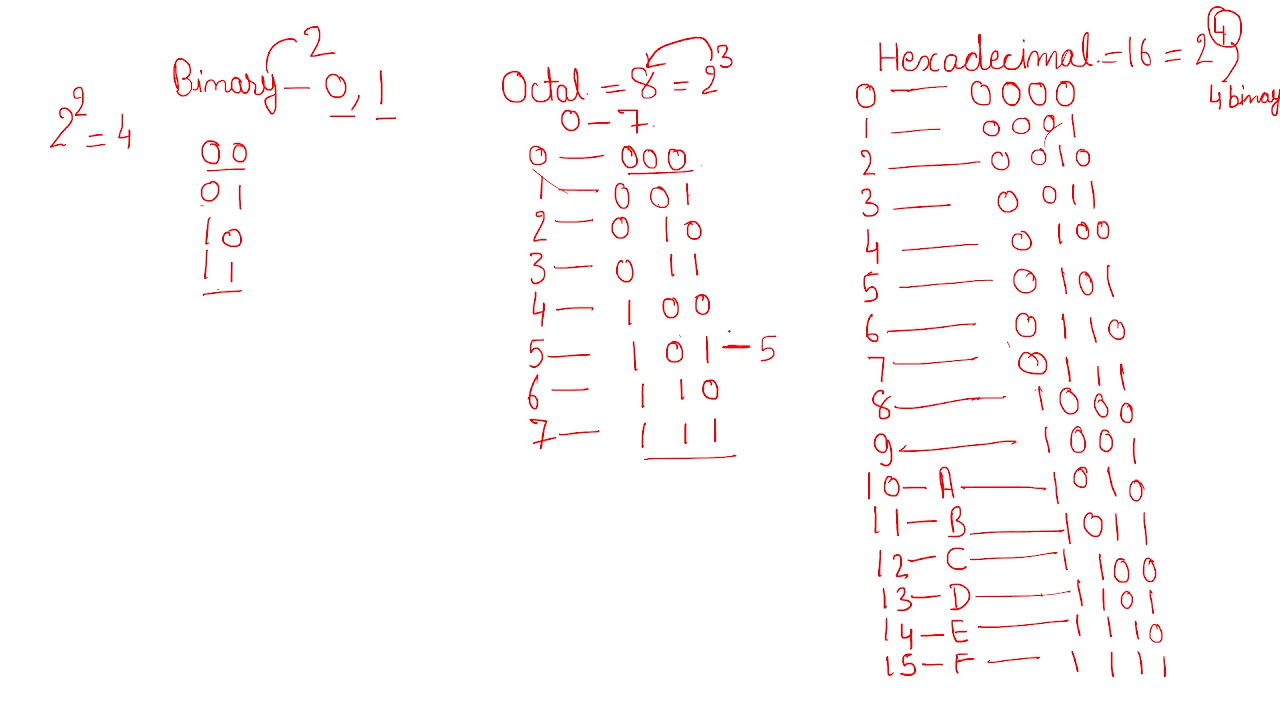 2
Binary – 0, 1
2² = 4
00
01
10
11
Octal = 8 = 2³
0 – 7
0 — 000
1 — 001
2 — 010
3 — 011
4 — 100
5 — 101 – 5
6 — 110
7 — 111
Hexadecimal = 16 = 2⁴
4 binay
0 — 0000
1 — 0001
2 — 0010
3 — 0011
4 — 0100
5 — 0101
6 — 0110
7 — 0111
8 — 1000
9 — 1001
10 – A — 1010
11 – B — 1011
12 – C — 1100
13 – D — 1101
14 – E — 1110
15 – F — 1111